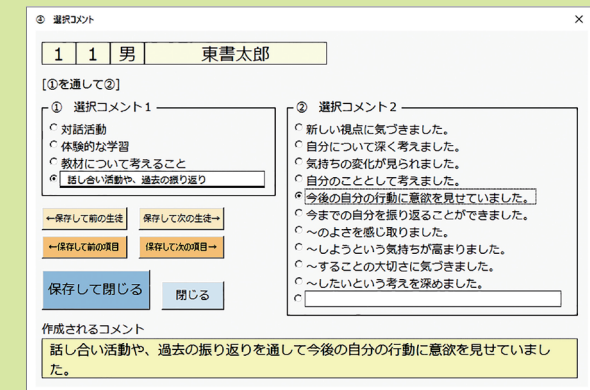 ④ 選択コメント
1 1 男 東書太郎
[①を通して②]
① 選択コメント1
対話活動
体験的な学習
教材について考えること
話し合い活動や、過去の振り返り
←保存して前の生徒 保存して次の生徒→
←保存して前の項目 保存して次の項目→
保存して閉じる 閉じる
② 選択コメント2
新しい視点に気づきました。
自分について深く考えました。
気持ちの変化が見られました。
自分のこととして考えました。
今後の自分の行動に意欲を見せていました。
今までの自分を振り返ることができました。
～のよさを感じ取りました。
～しようという気持ちが高まりました。
～することの大切さに気づきました。
～したいという考えを深めました。
作成されるコメント
話し合い活動や、過去の振り返りを通して今後の自分の行動に意欲を見せていまし
た。